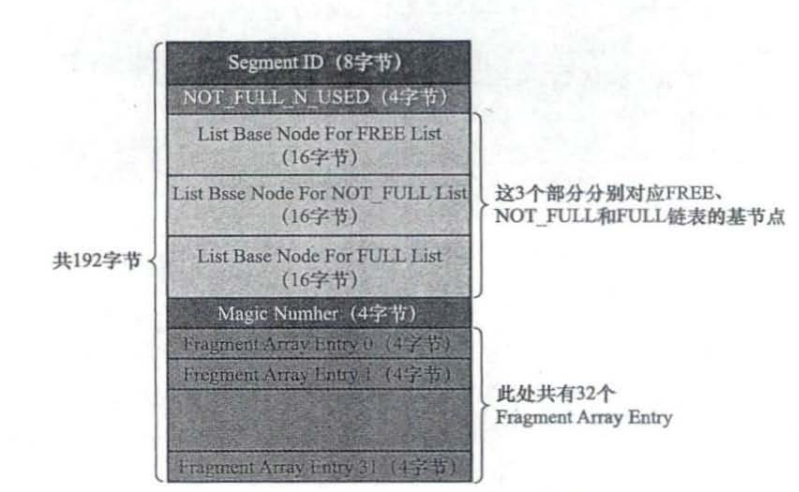 Segment ID（8字节）
NOT_FULL_N_USED（4字节）
List Base Node For FREE List
（16字节）
List Bsse Node For NOT_FULL List
（16字节）
List Base Node For FULL List
（16字节）
Magic Numher（4字节）
Fragment Array Entry 0（4字节）
Fregment Array Entry 1（4字节）
Fragment Array Entry 31（4字节）
共192字节
这3个部分分别对应FREE、
NOT_FULL和FULL链表的基节点
此处共有32个
Fragment Array Entry